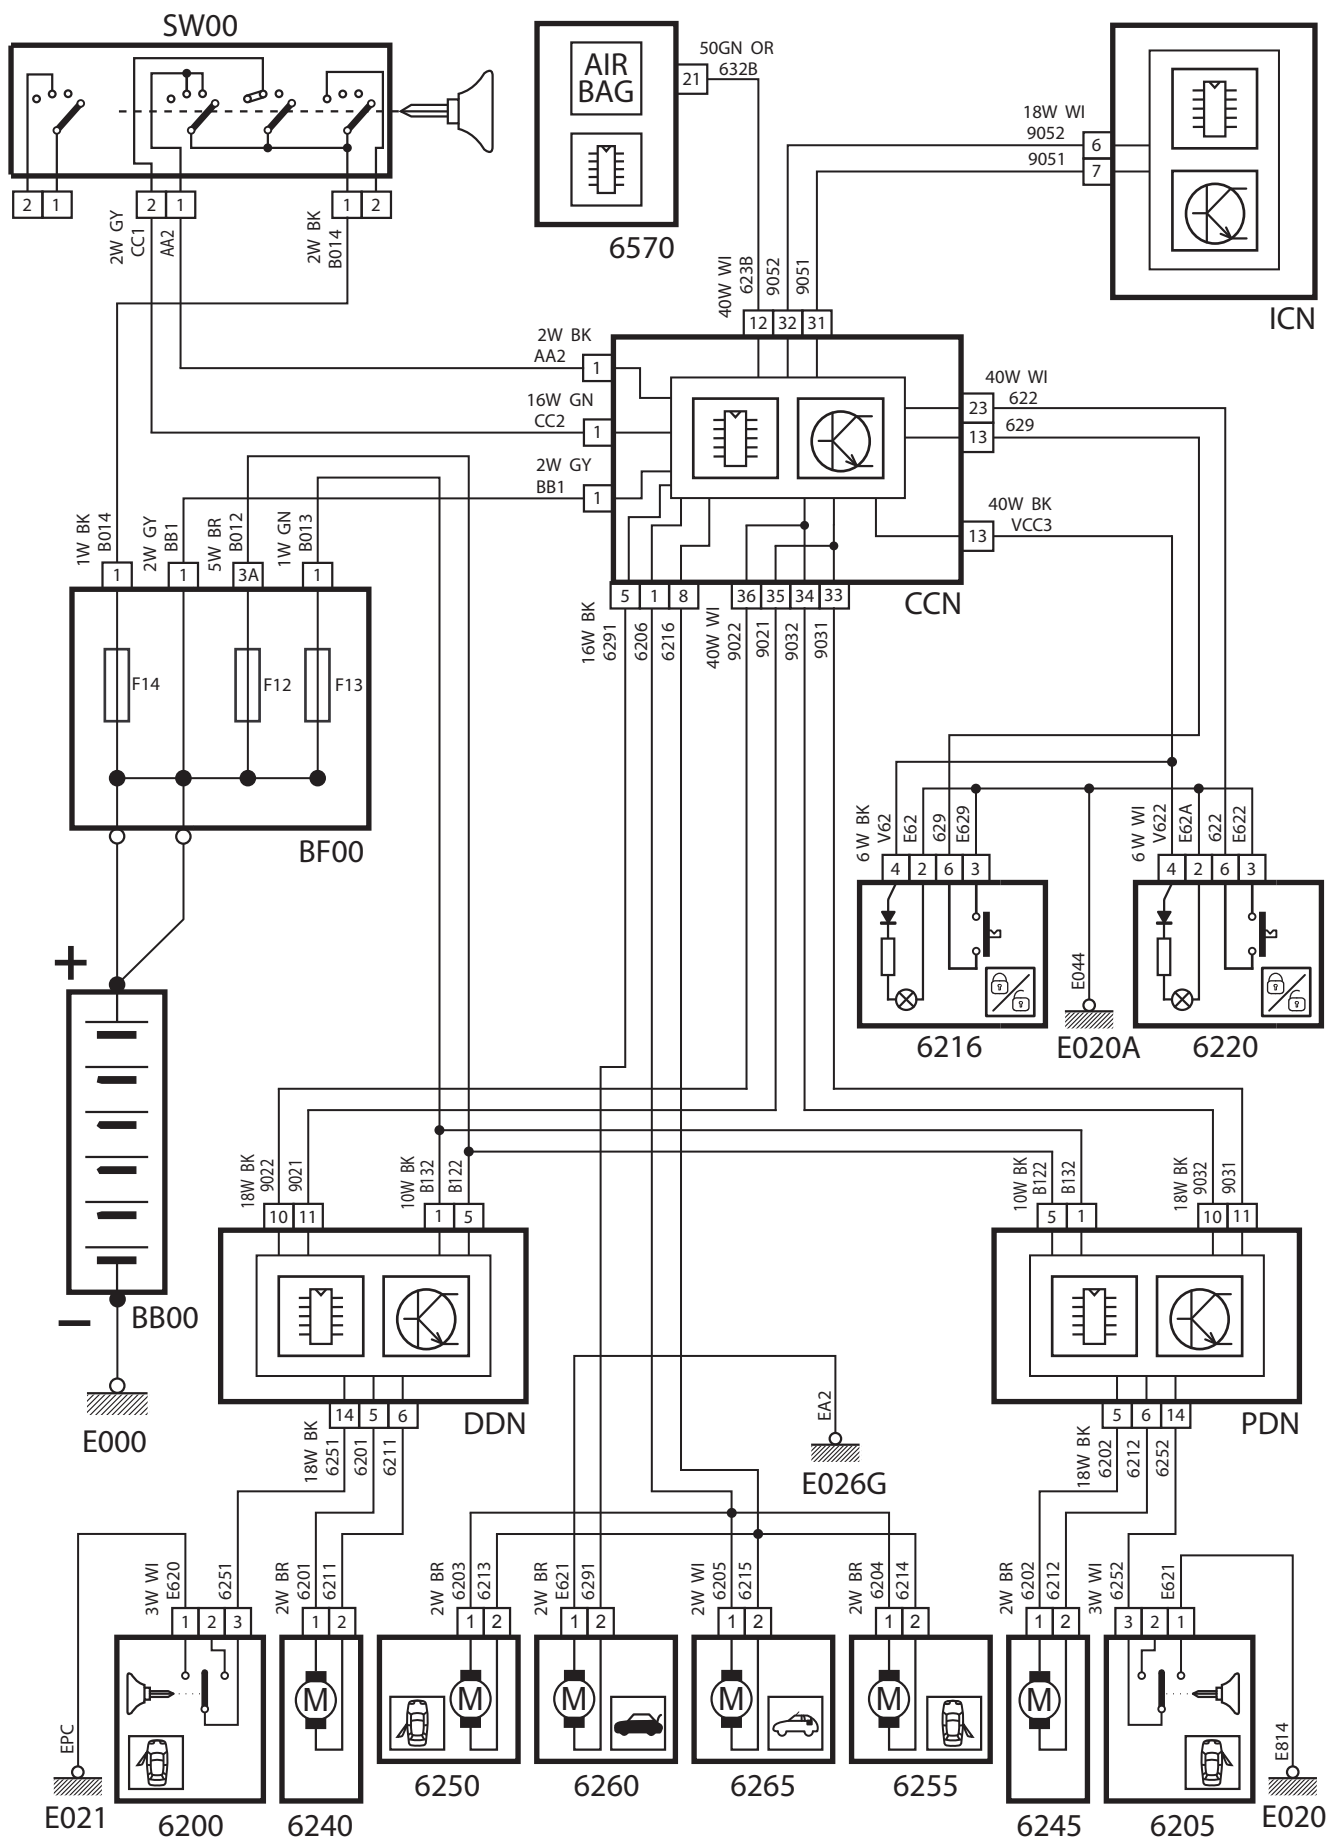 SW00
2 1
2 1
1 2
2W GY
CC1
AA2
2W BK
B014
AIR
BAG
21
50GN OR
632B
6570
18W WI
9052
9051
6
7
ICN
40W WI
623B
9052
9051
12 32 31
2W BK
AA2
1
16W GN
CC2
1
2W GY
BB1
1
40W WI
622
23
629
13
40W BK
VCC3
13
CCN
5 1 8
36 35 34 33
16W BK
6291
6206
6216
40W WI
9022
9021
9032
9031
1W BK
B014
2W GY
BB1
5W BR
B012
1W GN
B013
1
1
3A
1
F14
F12
F13
BF00
+
−
BB00
E000
6 W BK
V62
E62
629
E629
4 2 6 3
6216
E044
E020A
6 W WI
V622
E62A
622
E622
4 2 6 3
6220
18W BK
9022
9021
10 11
10W BK
B132
B122
1 5
DDN
14 5 6
18W BK
6251
6201
6211
10W BK
B122
B132
5 1
18W BK
9032
9031
10 11
PDN
5 6 14
18W BK
6202
6212
6252
EA2
E026G
EPC
E021
3W WI
E620
6251
1 2 3
6200
2W BR
6201
6211
1 2
M
6240
2W BR
6203
6213
1 2
M
6250
2W BR
E621
6291
1 2
M
6260
2W WI
6205
6215
1 2
M
6265
2W BR
6204
6214
1 2
M
6255
2W BR
6202
6212
1 2
M
6245
3W WI
6252
E621
3 2 1
6205
E814
E020